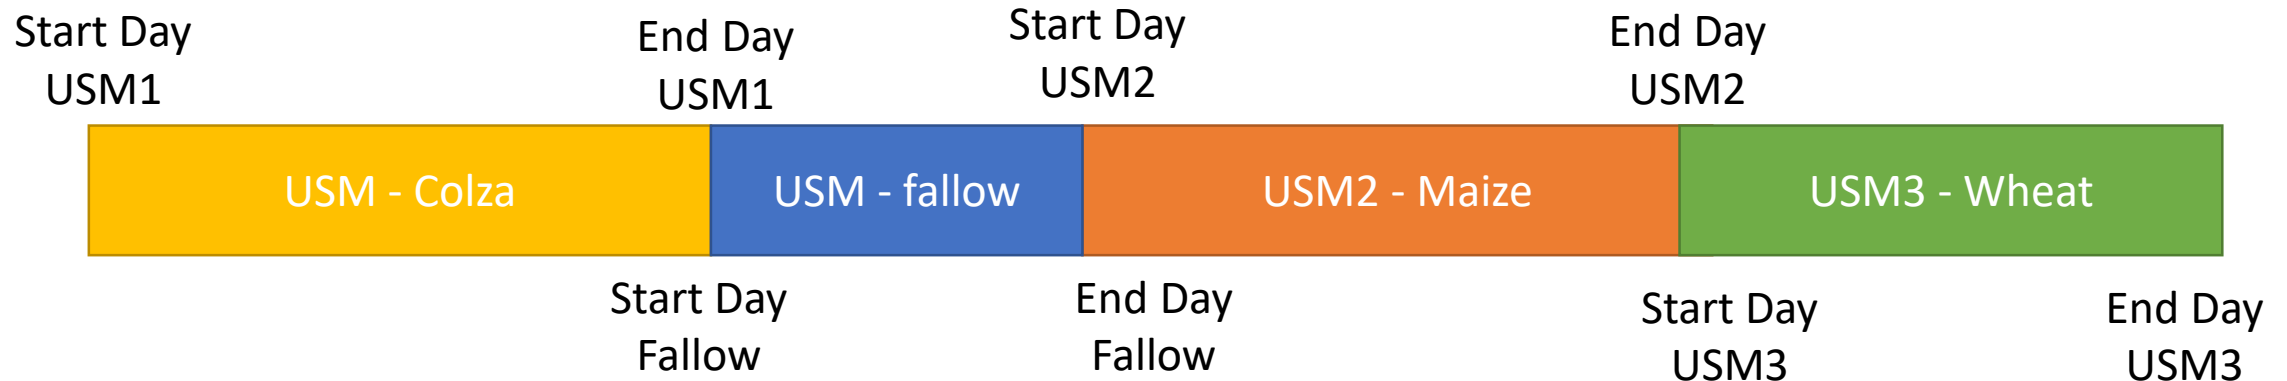 Start Day
USM1
End Day
USM1
Start Day
USM2
End Day
USM2
USM - Colza
USM - fallow
USM2 - Maize
USM3 - Wheat
Start Day
Fallow
End Day
Fallow
Start Day
USM3
End Day
USM3